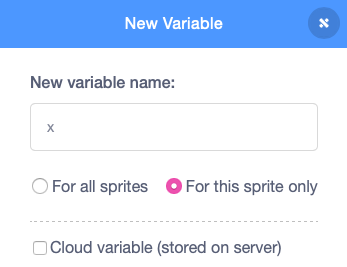 New Variable
New variable name:
x
For all sprites For this sprite only
Cloud variable (stored on server)